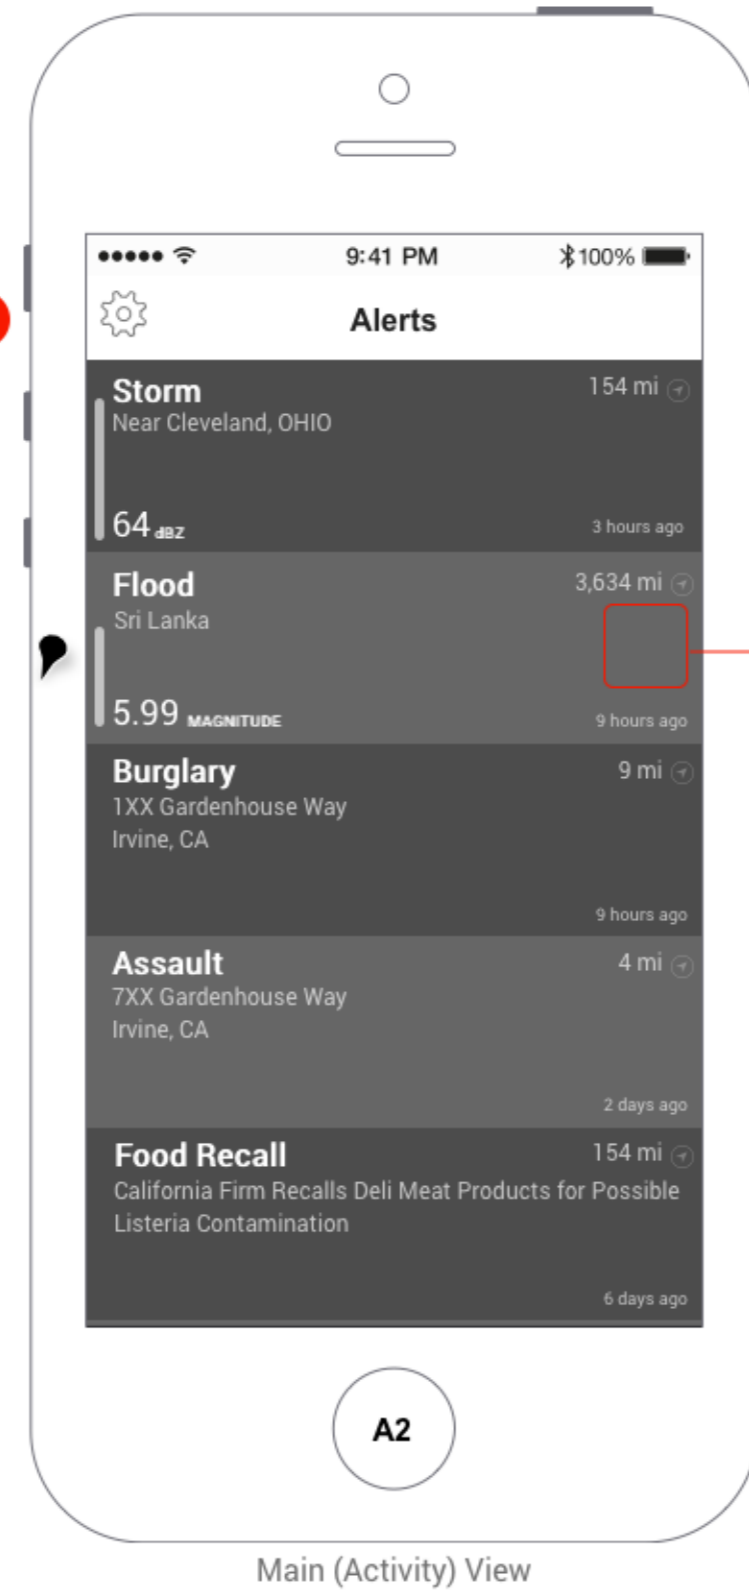 9:41 PM
100%
Alerts
Storm
154 mi
Near Cleveland, OHIO
64 dBZ
3 hours ago
Flood
3,634 mi
Sri Lanka
5.99 MAGNITUDE
9 hours ago
Burglary
9 mi
1XX Gardenhouse Way
Irvine, CA
9 hours ago
Assault
4 mi
7XX Gardenhouse Way
Irvine, CA
2 days ago
Food Recall
154 mi
California Firm Recalls Deli Meat Products for Possible
Listeria Contamination
6 days ago
A2
Main (Activity) View